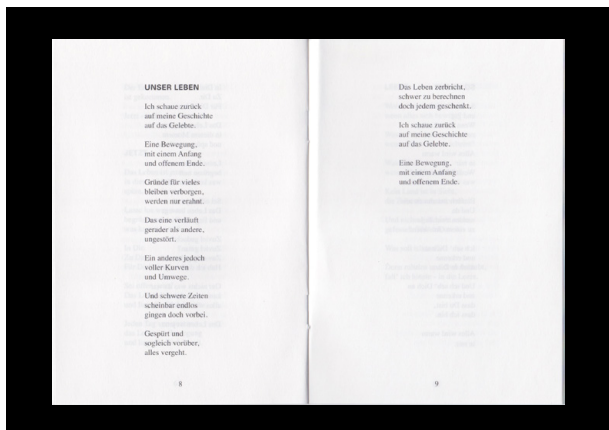 UNSER LEBEN
Ich schaue zurück
auf meine Geschichte
auf das Gelebte.
Eine Bewegung,
mit einem Anfang
und offenem Ende.
Gründe für vieles
bleiben verborgen,
werden nur erahnt.
Das eine verläuft
gerader als andere,
ungestört.
Ein anderes jedoch
voller Kurven
und Umwege.
Und schwere Zeiten
scheinbar endlos
gingen doch vorbei.
Gespürt und
sogleich vorüber,
alles vergeht.
8
Das Leben zerbricht,
schwer zu berechnen
doch jedem geschenkt.
Ich schaue zurück
auf meine Geschichte
auf das Gelebte.
Eine Bewegung,
mit einem Anfang
und offenem Ende.
9